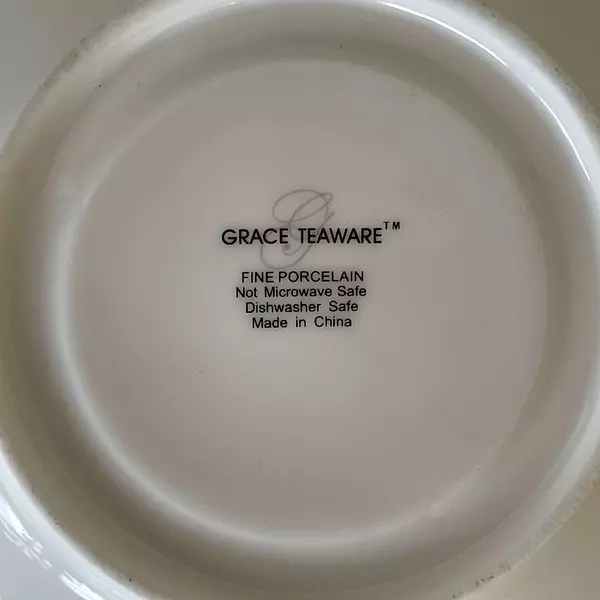 G
GRACE TEAWARE™
FINE PORCELAIN
Not Microwave Safe
Dishwasher Safe
Made in China